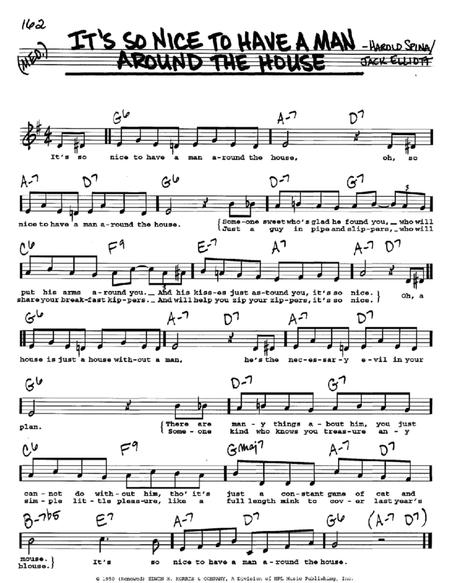 162
IT'S SO NICE TO HAVE A MAN
AROUND THE HOUSE
(MED.)
- HAROLD SPINA/
JACK ELLIOTT
G6 A-7 D7
It's so nice to have a man a-round the house, oh, so
A-7 D7 G6 D-7 G7
nice to have a man a-round the house. {Some-one sweet who's glad he found you,_ who will
Just a guy in pipe and slip-pers,_ who will
C6 F9 E-7 A7 A-7 D7
put his arms a-round you._ And his kiss-es just as-tound you, it's so nice.} oh, a
share your break-fast kip-pers._ And will help you zip your zip-pers, it's so nice.
G6 A-7 D7
house is just a house with-out a man, he's the nec-es-sar-y e-vil in your
G6 D-7 G7
plan. {There are man-y things a-bout him, you just
Some-one kind who knows you treas-ure an-y
C6 F9 Gmaj7 A-7 D7
can-not do with-out him, tho' it's just a con-stant game of cat and
sim-ple lit-tle pleas-ure, like a full length mink to cov-er last year's
B-7b5 E7 A-7 D7 G6 (A-7 D7)
mouse.} It's so nice to have a man a-round the house.
blouse.
© 1950 (Renewed) EDWIN H. MORRIS & COMPANY, A Division of MPL Music Publishing, Inc.